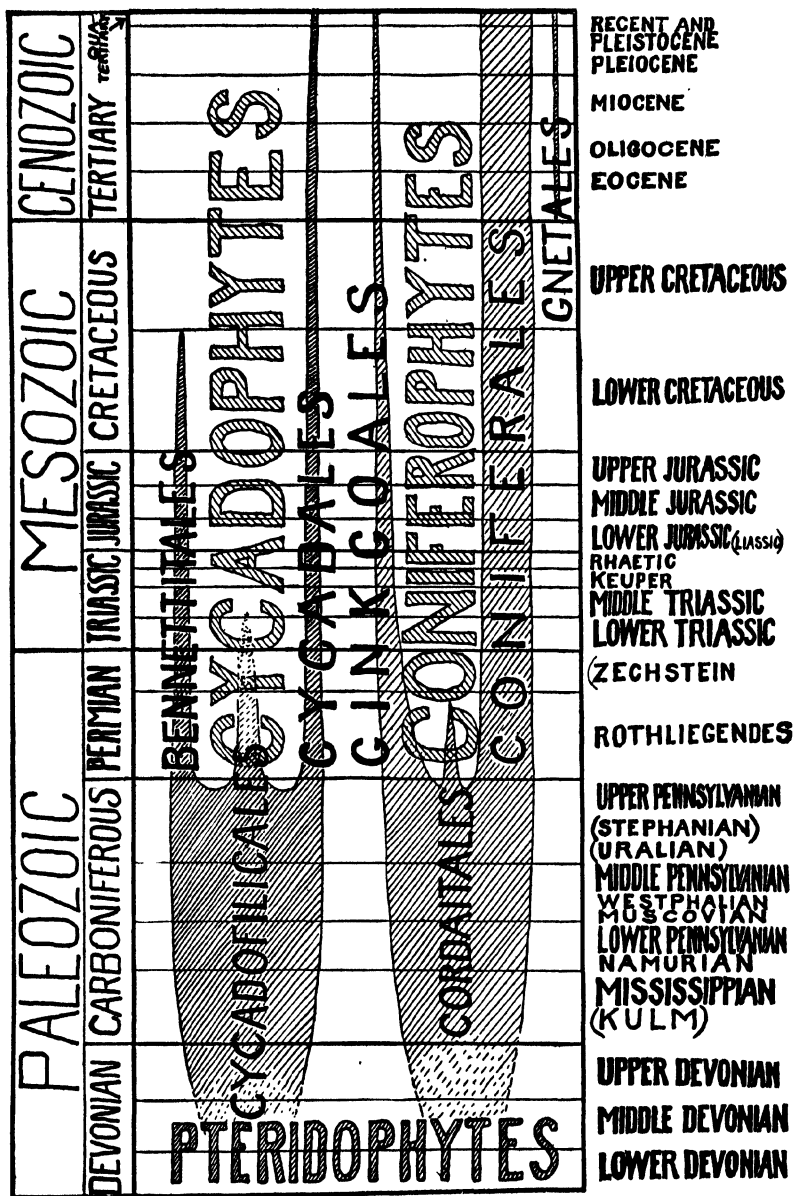 CENOZOIC
MESOZOIC
PALEOZOIC
TERTIARY
CRETACEOUS
JURASSIC
TRIASSIC
PERMIAN
CARBONIFEROUS
DEVONIAN
CYCADOPHYTES
CONIFEROPHYTES
BENNETTITALES
CYCADALES
GINKGOALES
CONIFERALES
GNETALES
CYCADOFILICALES
CORDAITALES
PTERIDOPHYTES
RECENT AND
PLEISTOCENE
PLEIOCENE
MIOCENE
OLIGOCENE
EOCENE
UPPER CRETACEOUS
LOWER CRETACEOUS
UPPER JURASSIC
MIDDLE JURASSIC
LOWER JURASSIC (LIASSIC)
RHAETIC
KEUPER
MIDDLE TRIASSIC
LOWER TRIASSIC
(ZECHSTEIN
ROTHLIEGENDES
UPPER PENNSYLVANIAN
(STEPHANIAN)
(URALIAN)
MIDDLE PENNSYLVANIAN
WESTPHALIAN
MUSCOVIAN
LOWER PENNSYLVANIAN
NAMURIAN
MISSISSIPPIAN
(KULM)
UPPER DEVONIAN
MIDDLE DEVONIAN
LOWER DEVONIAN